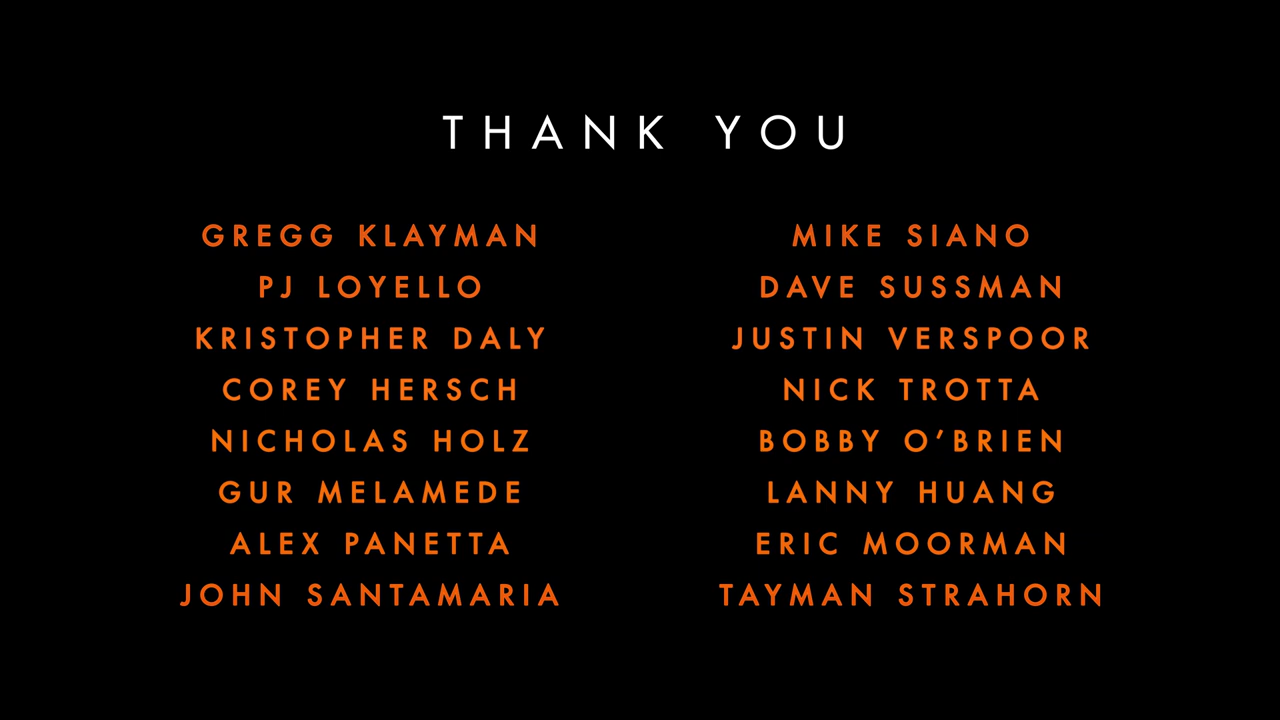 THANK YOU
GREGG KLAYMAN
PJ LOYELLO
KRISTOPHER DALY
COREY HERSCH
NICHOLAS HOLZ
GUR MELAMEDE
ALEX PANETTA
JOHN SANTAMARIA
MIKE SIANO
DAVE SUSSMAN
JUSTIN VERSPOOR
NICK TROTTA
BOBBY O’BRIEN
LANNY HUANG
ERIC MOORMAN
TAYMAN STRAHORN